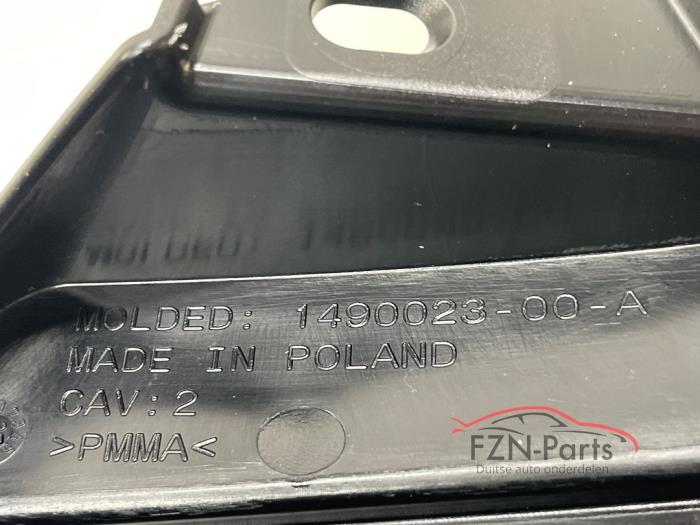 MOLDED: 1490023-00-A
MADE IN POLAND
CAV:2
>PMMA<
FZN-Parts
Duitse auto onderdelen